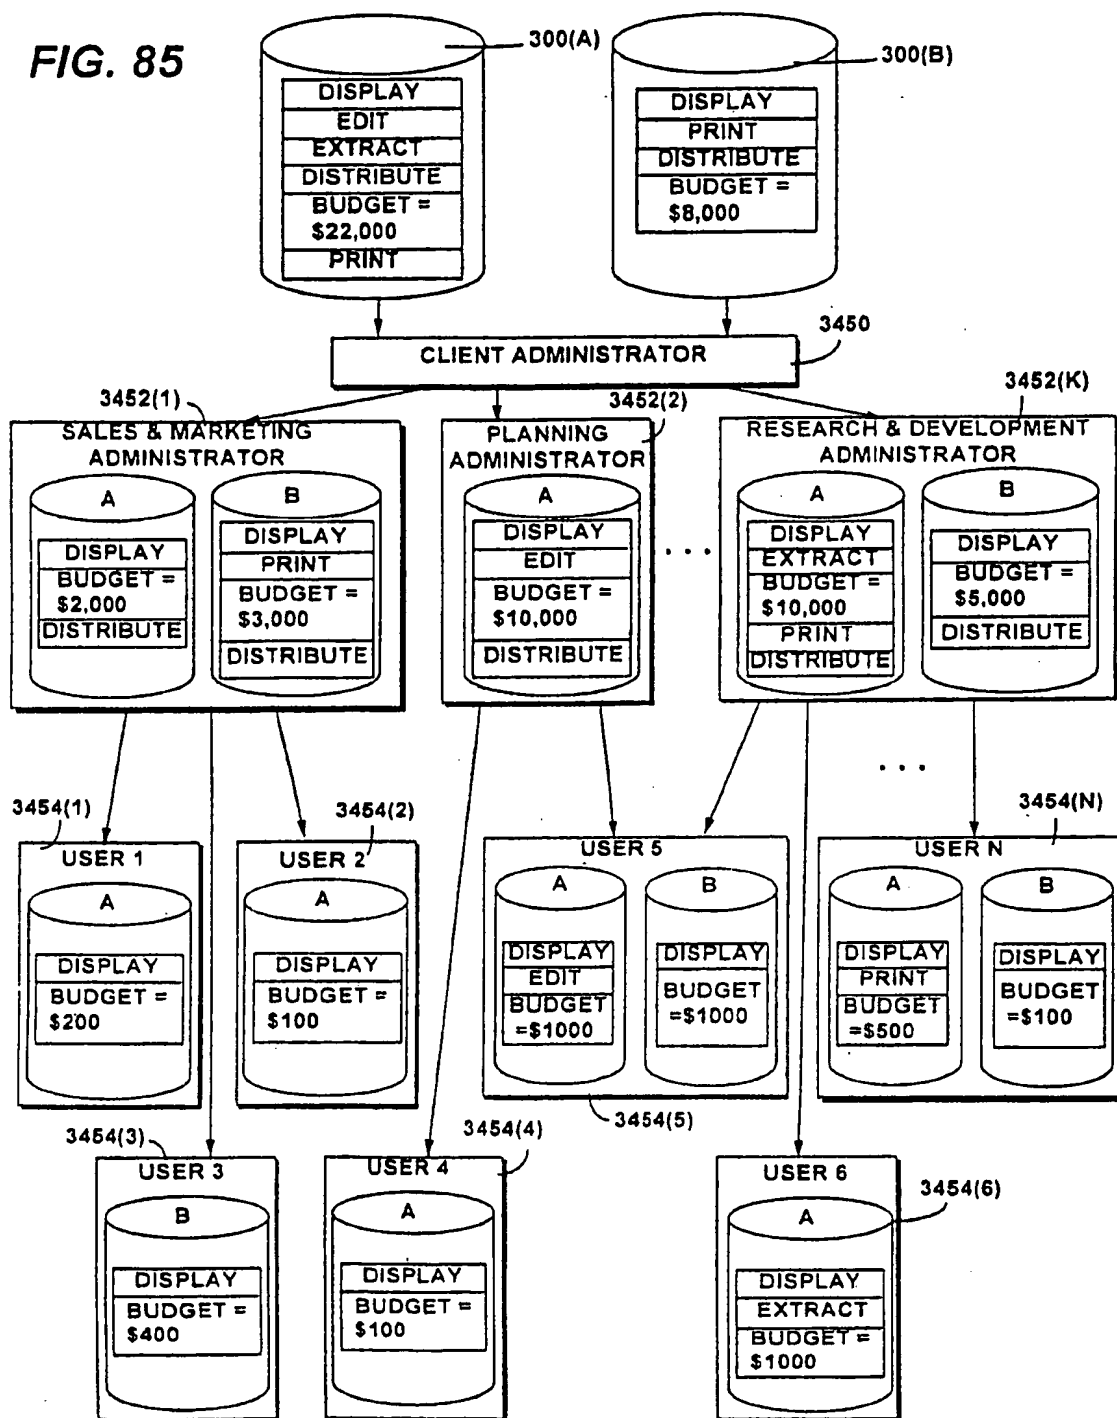 FIG. 85
300(A)
DISPLAY
EDIT
EXTRACT
DISTRIBUTE
BUDGET =
$22,000
PRINT
300(B)
DISPLAY
PRINT
DISTRIBUTE
BUDGET =
$8,000
CLIENT ADMINISTRATOR
3450
3452(1)
SALES & MARKETING
ADMINISTRATOR
A
DISPLAY
BUDGET =
$2,000
DISTRIBUTE
B
DISPLAY
PRINT
BUDGET =
$3,000
DISTRIBUTE
3452(2)
PLANNING
ADMINISTRATOR
A
DISPLAY
EDIT
BUDGET =
$10,000
DISTRIBUTE
. . .
3452(K)
RESEARCH & DEVELOPMENT
ADMINISTRATOR
A
DISPLAY
EXTRACT
BUDGET =
$10,000
PRINT
DISTRIBUTE
B
DISPLAY
BUDGET =
$5,000
DISTRIBUTE
. . .
3454(1)
USER 1
A
DISPLAY
BUDGET =
$200
3454(2)
USER 2
A
DISPLAY
BUDGET =
$100
USER 5
A
DISPLAY
EDIT
BUDGET
=$1000
B
DISPLAY
BUDGET
=$1000
3454(5)
3454(N)
USER N
A
DISPLAY
PRINT
BUDGET
=$500
B
DISPLAY
BUDGET
=$100
3454(3)
USER 3
B
DISPLAY
BUDGET =
$400
3454(4)
USER 4
A
DISPLAY
BUDGET =
$100
USER 6
3454(6)
A
DISPLAY
EXTRACT
BUDGET =
$1000